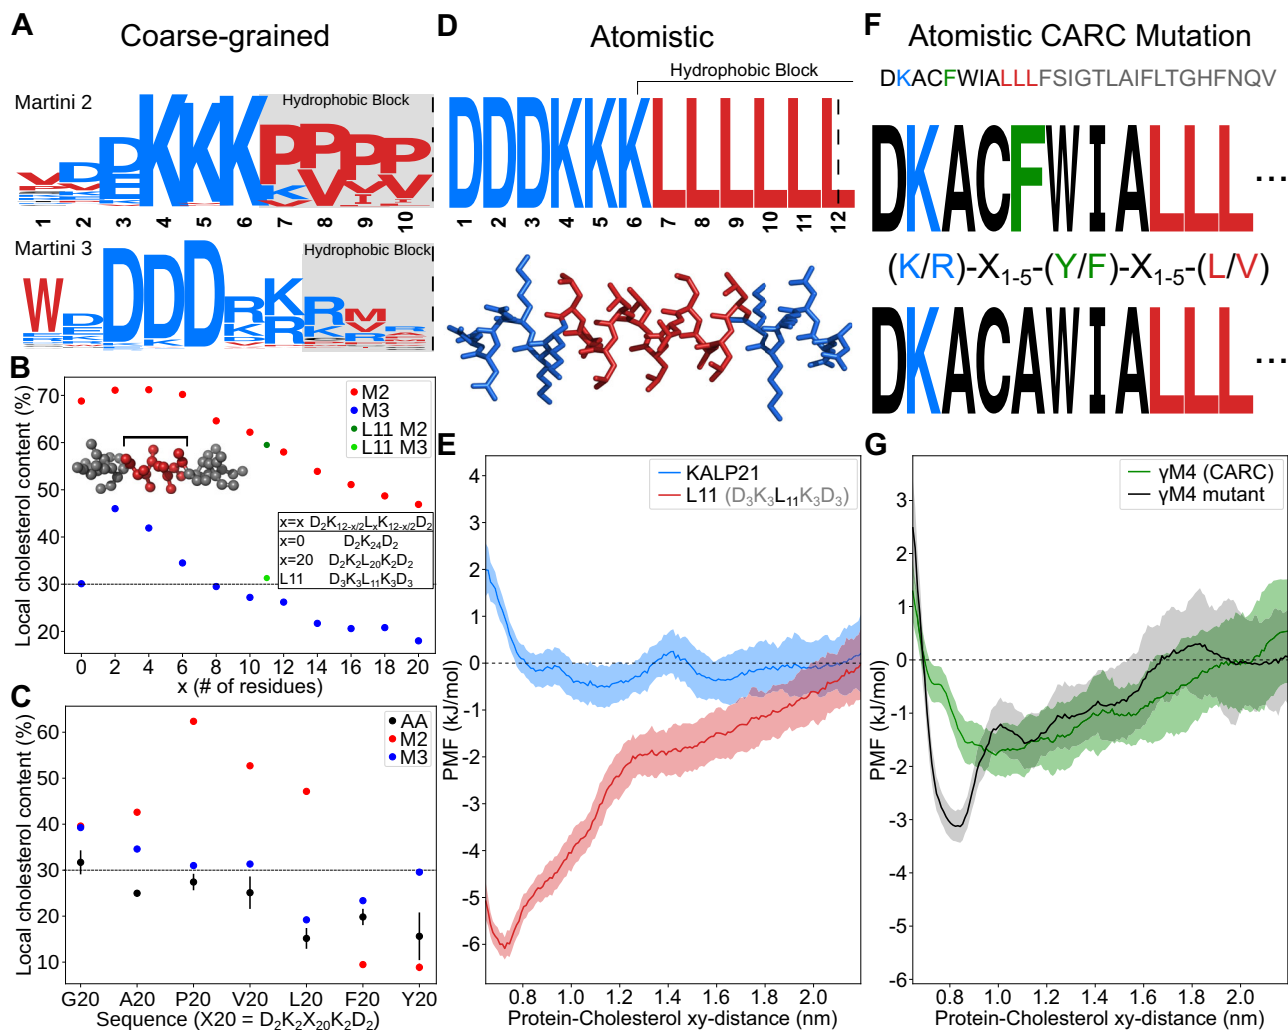 A Coarse-grained
Martini 2
Hydrophobic Block
KKKPPPP
1 2 3 4 5 6 7 8 9 10
Martini 3
Hydrophobic Block
WDDDDRKRM
B
Local cholesterol content (%)
70
60
50
40
30
20
M2
M3
L11 M2
L11 M3
x=x D2K12-x/2LxK12-x/2D2
x=0 D2K24D2
x=20 D2K2L20K2D2
L11 D3K3L11K3D3
0 2 4 6 8 10 12 14 16 18 20
x (# of residues)
C
Local cholesterol content (%)
60
50
40
30
20
10
AA
M2
M3
G20 A20 P20 V20 L20 F20 Y20
Sequence (X20 = D2K2X20K2D2)
D Atomistic
Hydrophobic Block
DDDKKKLLLLLL
1 2 3 4 5 6 7 8 9 10 11 12
E
PMF (kJ/mol)
4
3
2
1
0
-1
-2
-3
-4
-5
-6
KALP21
L11 (D3K3L11K3D3)
0.8 1.0 1.2 1.4 1.6 1.8 2.0
Protein-Cholesterol xy-distance (nm)
F Atomistic CARC Mutation
DKACFWIALLLFSIGTLAIFLTGHFNQV
DKACFWIALLL...
(K/R)-X1-5-(Y/F)-X1-5-(L/V)
DKACAWIALLL...
G
PMF (kJ/mol)
3
2
1
0
-1
-2
-3
-4
-5
-6
γM4 (CARC)
γM4 mutant
0.8 1.0 1.2 1.4 1.6 1.8 2.0
Protein-Cholesterol xy-distance (nm)